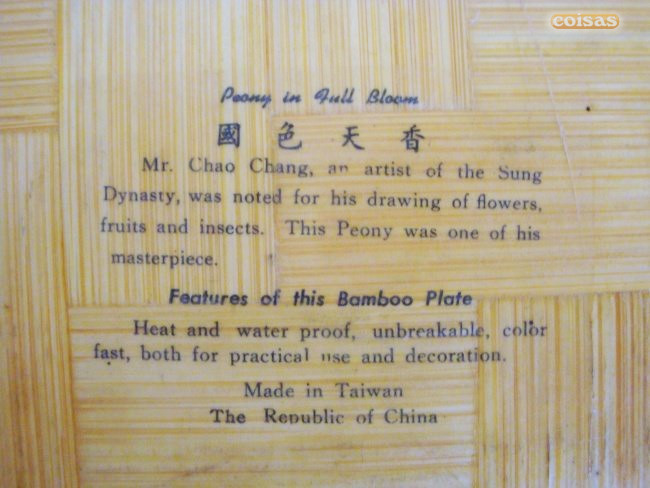 coisas
Peony in Full Bloom
國色天香
Mr. Chao Chang, an artist of the Sung
Dynasty, was noted for his drawing of flowers,
fruits and insects. This Peony was one of his
masterpiece.
Features of this Bamboo Plate
Heat and water proof, unbreakable, color
fast, both for practical use and decoration.
Made in Taiwan
The Republic of China